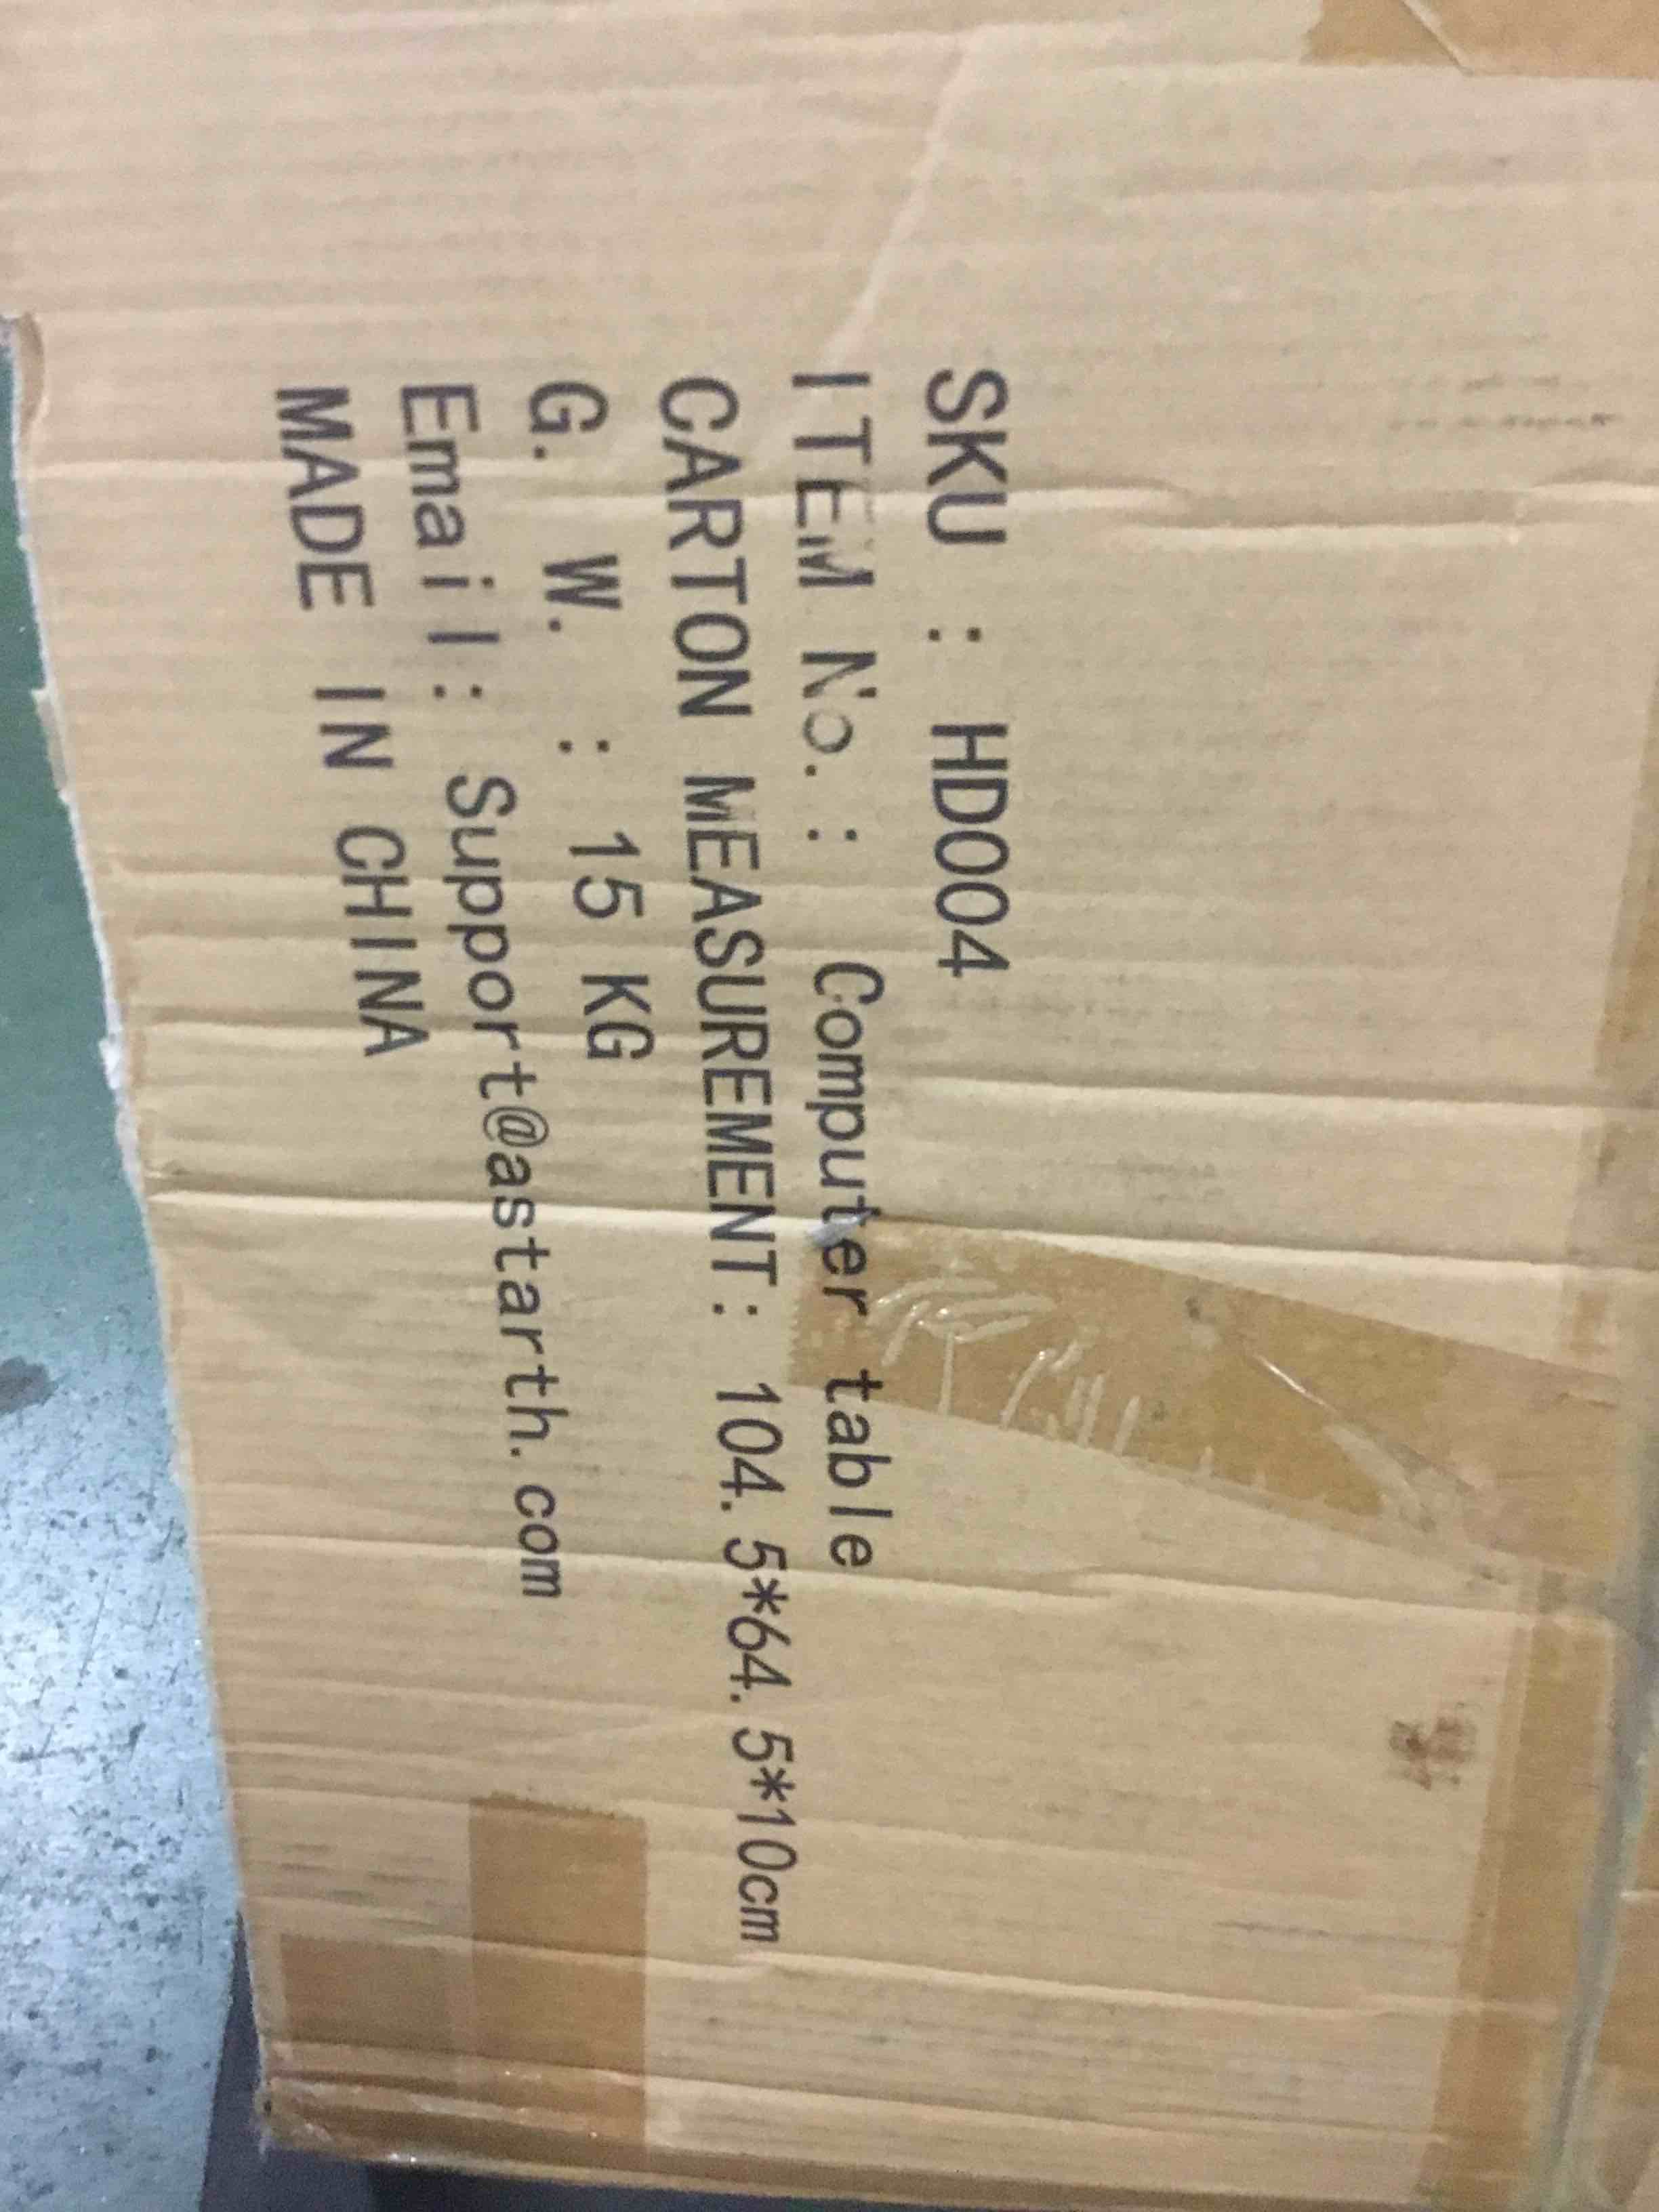 SKU : HD004
ITEM No. : Computer table
CARTON MEASUREMENT: 104.5*64.5*10cm
G. W. : 15 KG
Email: Support@astarth.com
MADE IN CHINA